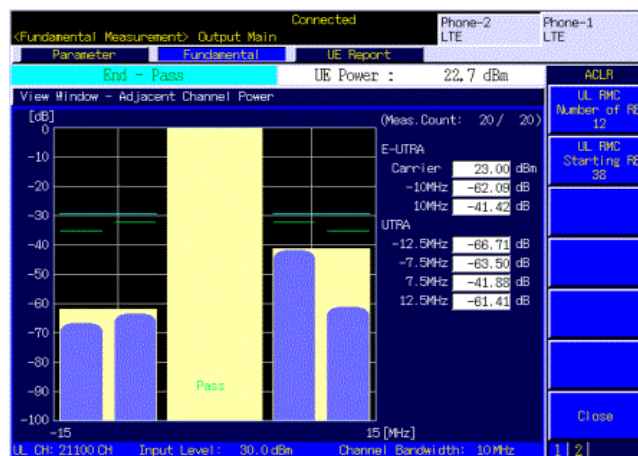 Connected
Phone-2
LTE
Phone-1
LTE
<Fundamental Measurement> Output Main
Parameter
Fundamental
UE Report
End - Pass
UE Power :
22.7 dBm
ACLR
View Window - Adjacent Channel Power
UL RMC
Number of RB
12
UL RMC
Starting RB
38
[dB]
(Meas.Count: 20/ 20)
0
-10
-20
-30
-40
-50
-60
-70
-80
-90
-100
E-UTRA
Carrier 23.00 dBm
-10MHz -62.09 dB
10MHz -41.42 dB
UTRA
-12.5MHz -66.71 dB
-7.5MHz -63.50 dB
7.5MHz -41.88 dB
12.5MHz -61.41 dB
Pass
-15
15 [MHz]
Close
UL CH: 21100 CH Input Level: 30.0 dBm Channel Bandwidth: 10 MHz
1 2